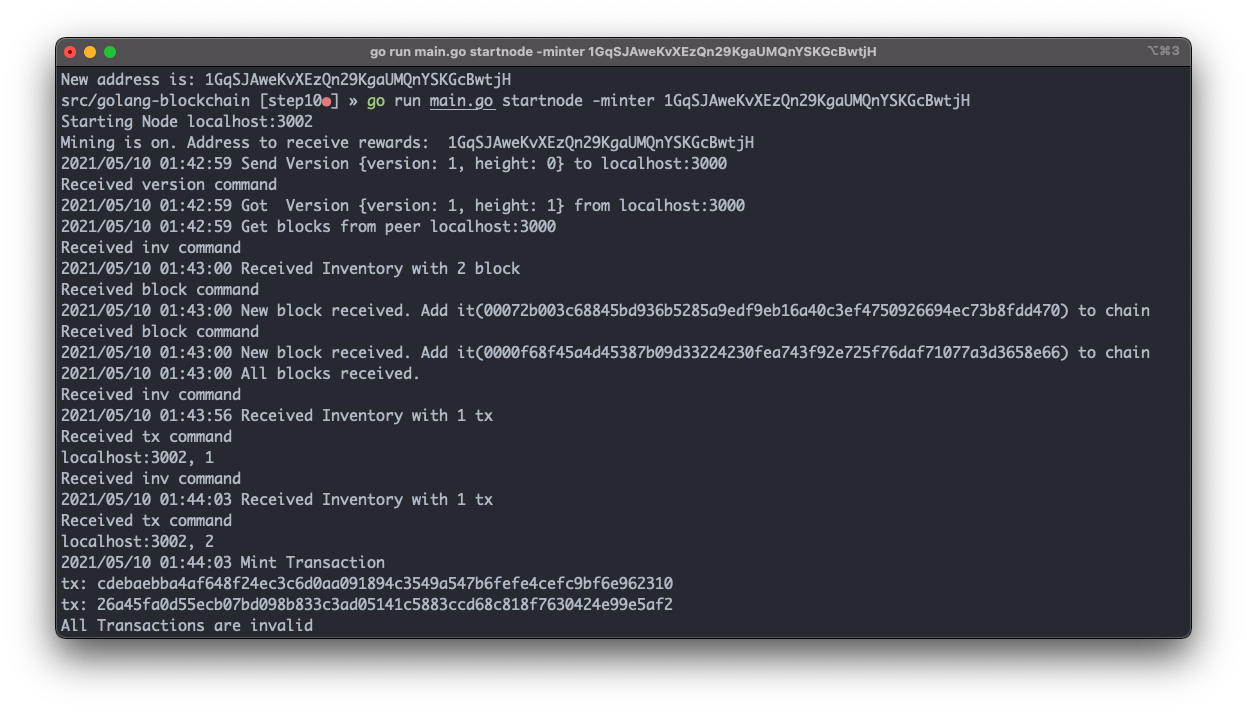 go run main.go startnode -minter 1GqSJAweKvXEzQn29KgaUMQnYSKGcBwtjH
⌥⌘3
New address is: 1GqSJAweKvXEzQn29KgaUMQnYSKGcBwtjH
src/golang-blockchain [step10●] » go run main.go startnode -minter 1GqSJAweKvXEzQn29KgaUMQnYSKGcBwtjH
Starting Node localhost:3002
Mining is on. Address to receive rewards:  1GqSJAweKvXEzQn29KgaUMQnYSKGcBwtjH
2021/05/10 01:42:59 Send Version {version: 1, height: 0} to localhost:3000
Received version command
2021/05/10 01:42:59 Got  Version {version: 1, height: 1} from localhost:3000
2021/05/10 01:42:59 Get blocks from peer localhost:3000
Received inv command
2021/05/10 01:43:00 Received Inventory with 2 block
Received block command
2021/05/10 01:43:00 New block received. Add it(00072b003c68845bd936b5285a9edf9eb16a40c3ef4750926694ec73b8fdd470) to chain
Received block command
2021/05/10 01:43:00 New block received. Add it(0000f68f45a4d45387b09d33224230fea743f92e725f76daf71077a3d3658e66) to chain
2021/05/10 01:43:00 All blocks received.
Received inv command
2021/05/10 01:43:56 Received Inventory with 1 tx
Received tx command
localhost:3002, 1
Received inv command
2021/05/10 01:44:03 Received Inventory with 1 tx
Received tx command
localhost:3002, 2
2021/05/10 01:44:03 Mint Transaction
tx: cdebaebba4af648f24ec3c6d0aa091894c3549a547b6fefe4cefc9bf6e962310
tx: 26a45fa0d55ecb07bd098b833c3ad05141c5883ccd68c818f7630424e99e5af2
All Transactions are invalid